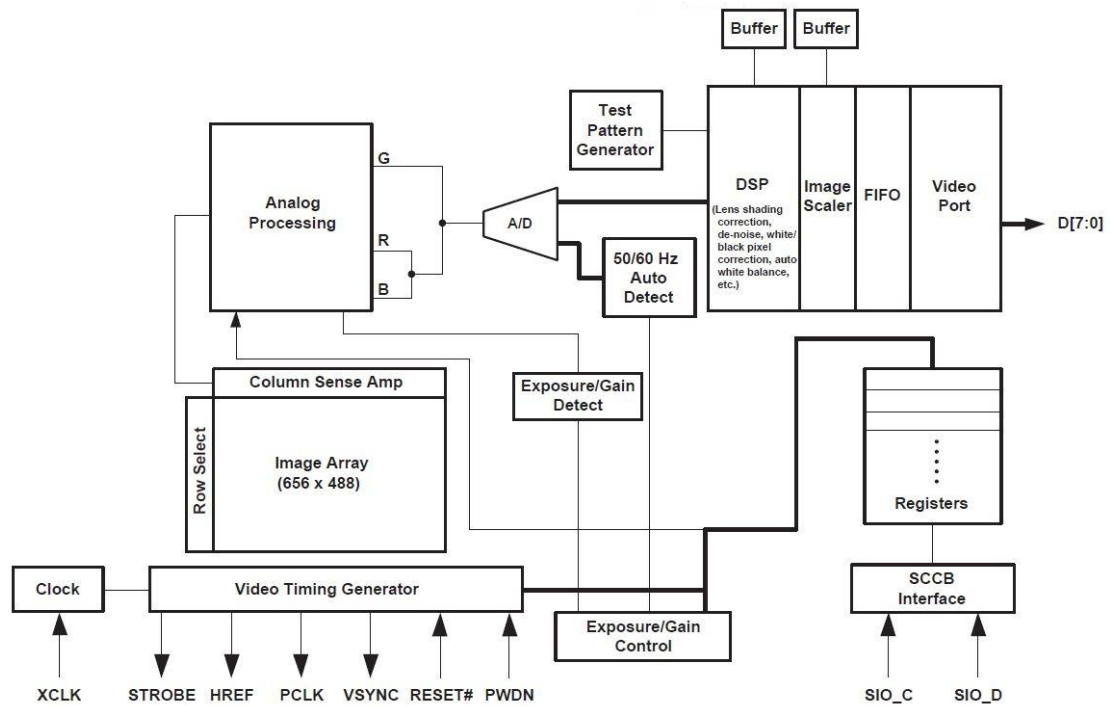 Buffer
Buffer
Test
Pattern
Generator
G
Analog
Processing
R
B
A/D
50/60 Hz
Auto
Detect
DSP
(Lens shading
correction,
de-noise, white/
black pixel
correction, auto
white balance,
etc.)
Image
Scaler
FIFO
Video
Port
D[7:0]
Column Sense Amp
Row Select
Image Array
(656 x 488)
Exposure/Gain
Detect
Registers
Clock
Video Timing Generator
Exposure/Gain
Control
SCCB
Interface
XCLK
STROBE
HREF
PCLK
VSYNC
RESET#
PWDN
SIO_C
SIO_D